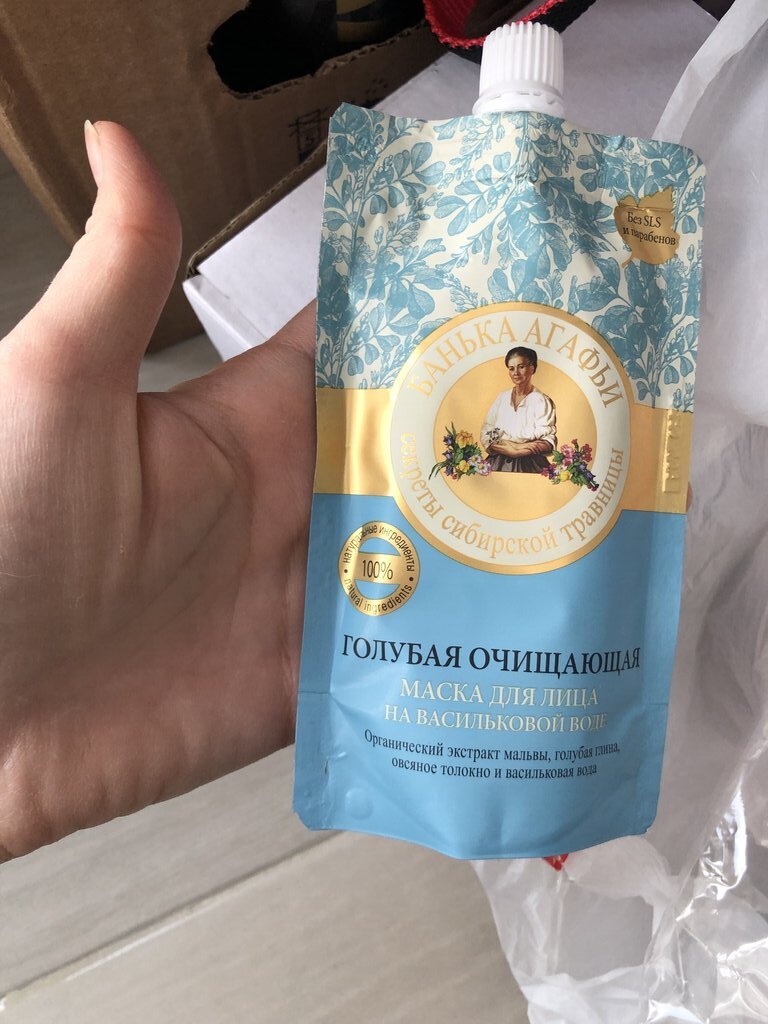 Без SLS
и парабенов
БАНЬКА АГАФЬИ
секреты сибирской травницы
натуральные ингредиенты
100%
natural ingredients
ГОЛУБАЯ ОЧИЩАЮЩАЯ
МАСКА ДЛЯ ЛИЦА
НА ВАСИЛЬКОВОЙ ВОДЕ
Органический экстракт мальвы, голубая глина,
овсяное толокно и васильковая вода